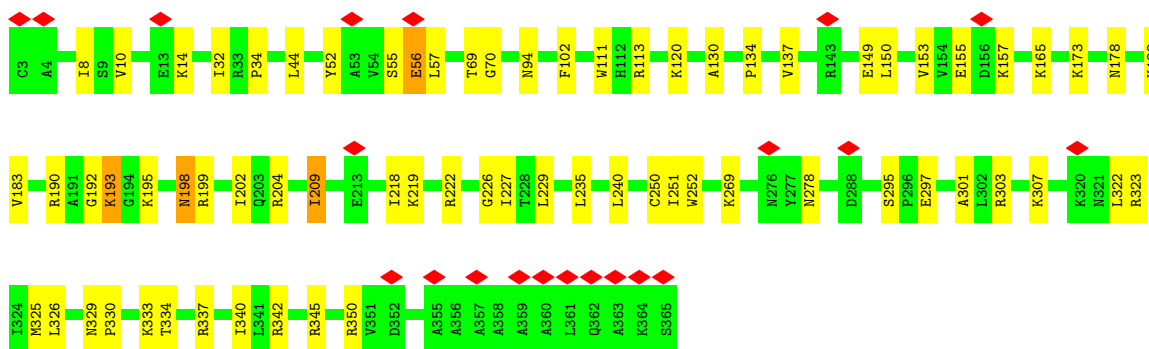 C3 A4 I8 S9 V10 E13 K14 I32 R33 P34 L44 Y52 A53 V54 S55 E56 L57 T69 G70 N94 F102 W111 H112 R113 K120 A130 P134 V137 R143 E149 L150 V153 V154 E155 D156 K157 K165 K173 N178
V183 R190 A191 G192 K193 G194 K195 N198 R199 I202 Q203 R204 I209 E213 I218 K219 R222 G226 I227 T228 L229 L235 L240 C250 I251 W252 K269 N276 Y277 N278 D288 S295 P296 E297 A301 L302 R303 K307 K320 N321 L322 R323
I324 M325 L326 N329 P330 K333 T334 R337 I340 L341 R342 R345 R350 V351 D352 A355 A356 A357 A358 A359 A360 L361 Q362 A363 K364 S365